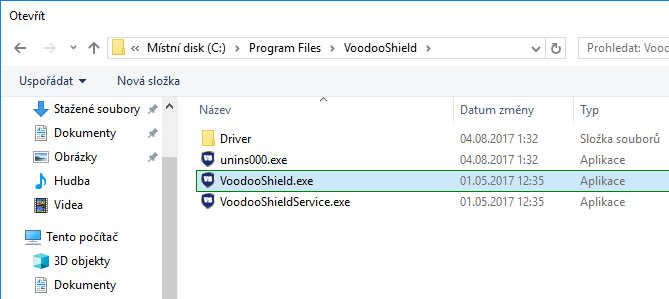 Otevřít
Místní disk (C:) Program Files VoodooShield Prohledat: Vood
Uspořádat Nová složka
Název Datum změny Typ
Stažené soubory
Dokumenty
Obrázky
Hudba
Videa
Tento počítač
3D objekty
Dokumenty
Driver 04.08.2017 1:32 Složka souborů
unins000.exe 04.08.2017 1:32 Aplikace
VoodooShield.exe 01.05.2017 12:35 Aplikace
VoodooShieldService.exe 01.05.2017 12:35 Aplikace